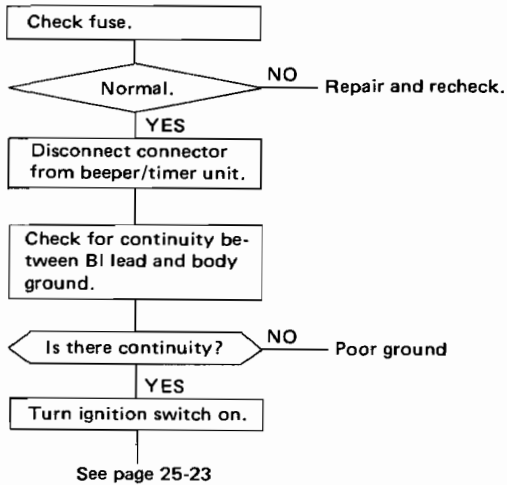 Check fuse.
Normal.
NO
Repair and recheck.
YES
Disconnect connector
from beeper/timer unit.
Check for continuity be-
tween Bl lead and body
ground.
Is there continuity?
NO
Poor ground
YES
Turn ignition switch on.
See page 25-23